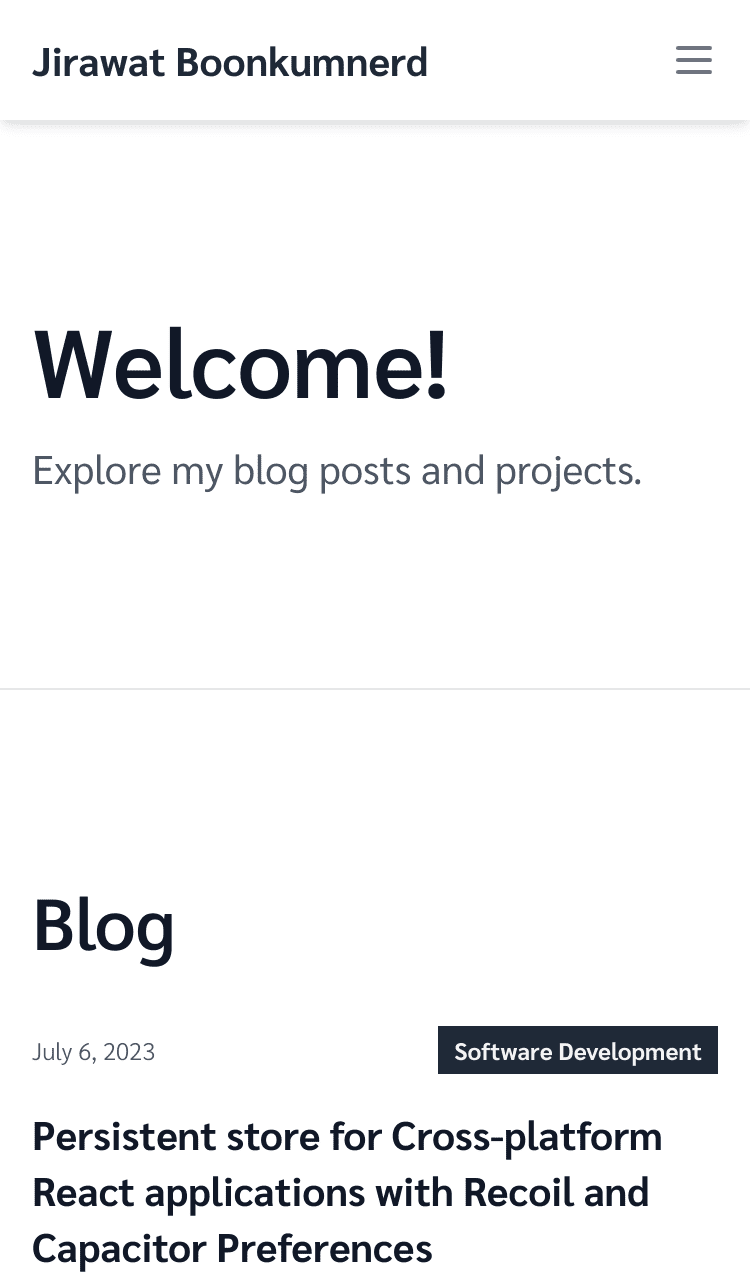 Jirawat Boonkumnerd
Welcome!
Explore my blog posts and projects.
Blog
July 6, 2023
Software Development
Persistent store for Cross-platform
React applications with Recoil and
Capacitor Preferences